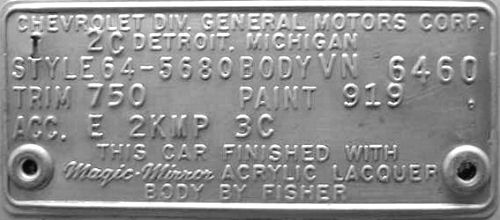 CHEVROLET DIV. GENERAL MOTORS CORP.
2C DETROIT, MICHIGAN
STYLE 64-5680 BODY VN 6460
TRIM 750 PAINT 919
ACC. E 2KMP 3C
THIS CAR FINISHED WITH
Magic-Mirror ACRYLIC LACQUER
BODY BY FISHER